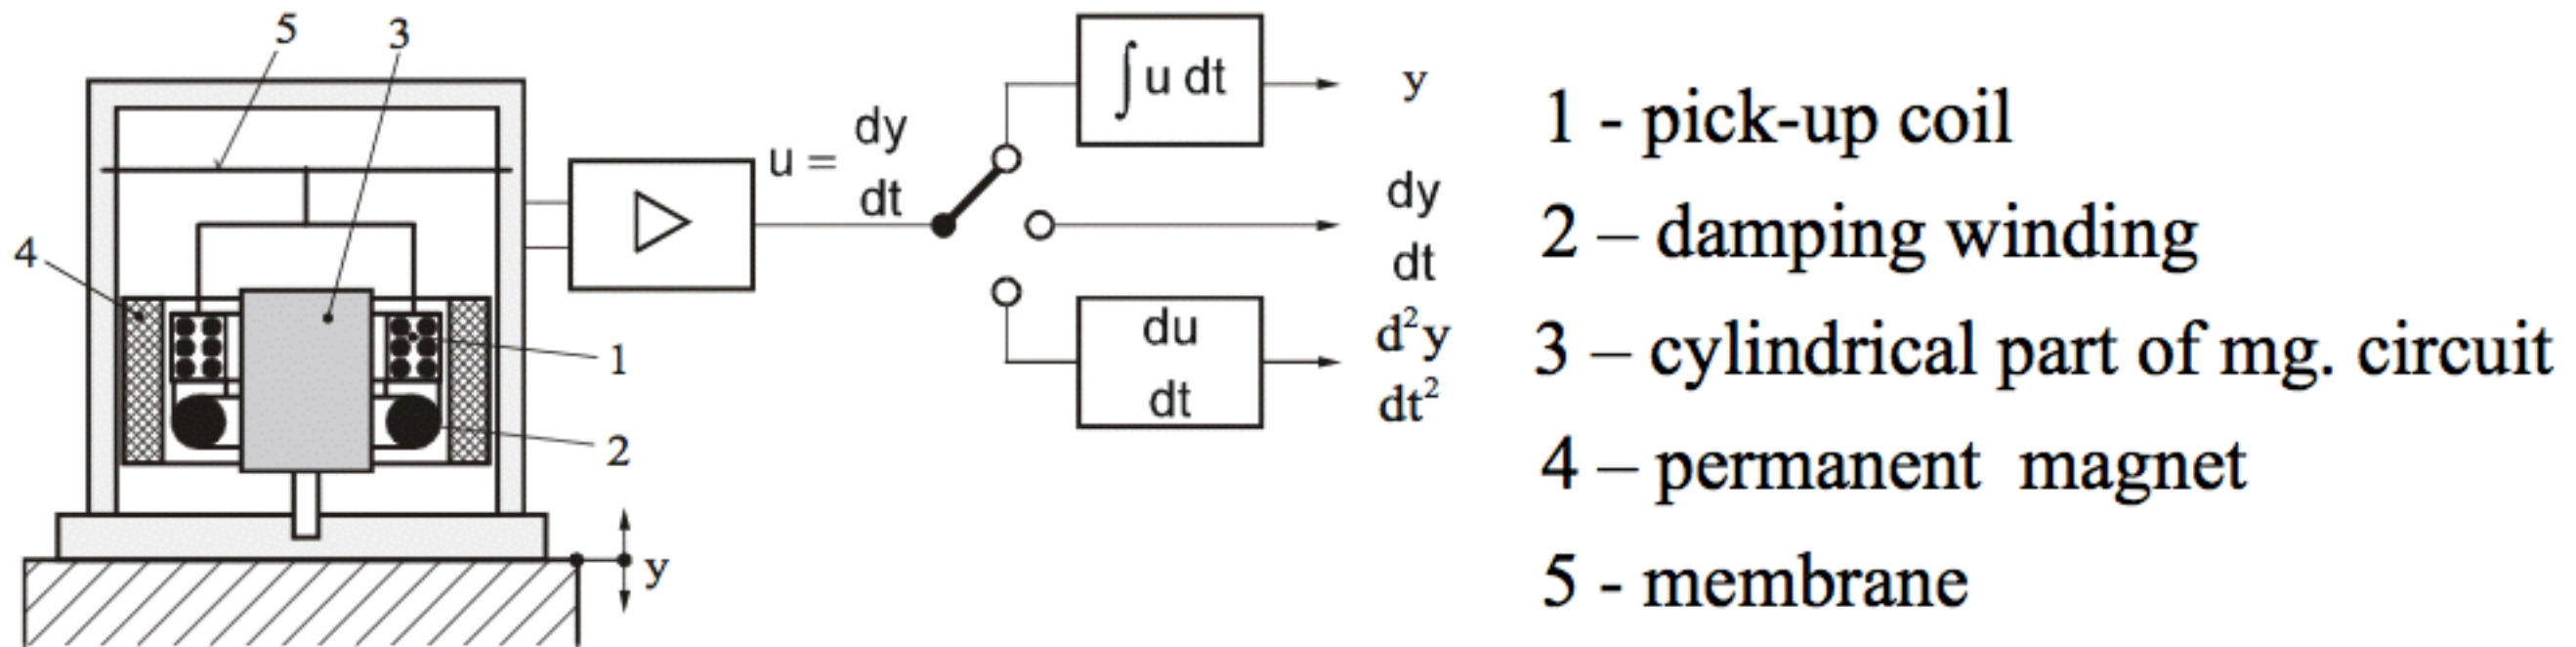 5
3
4
1
2
y
u = dy
dt
∫ u dt
y
dy
dt
du
dt
d²y
dt²
1 - pick-up coil
2 – damping winding
3 – cylindrical part of mg. circuit
4 – permanent magnet
5 - membrane